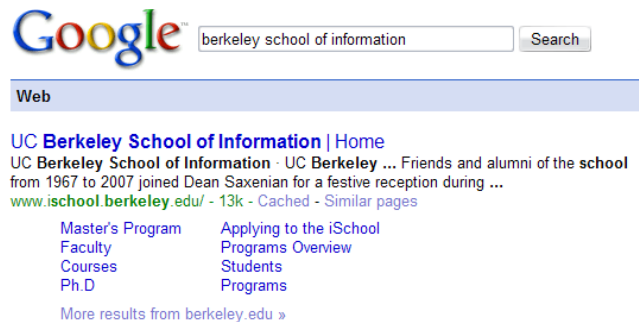 Google™ berkeley school of information Search
Web
UC Berkeley School of Information | Home
UC Berkeley School of Information · UC Berkeley ... Friends and alumni of the school
from 1967 to 2007 joined Dean Saxenian for a festive reception during ...
www.ischool.berkeley.edu/ - 13k - Cached - Similar pages
Master's Program Applying to the iSchool
Faculty Programs Overview
Courses Students
Ph.D Programs
More results from berkeley.edu »